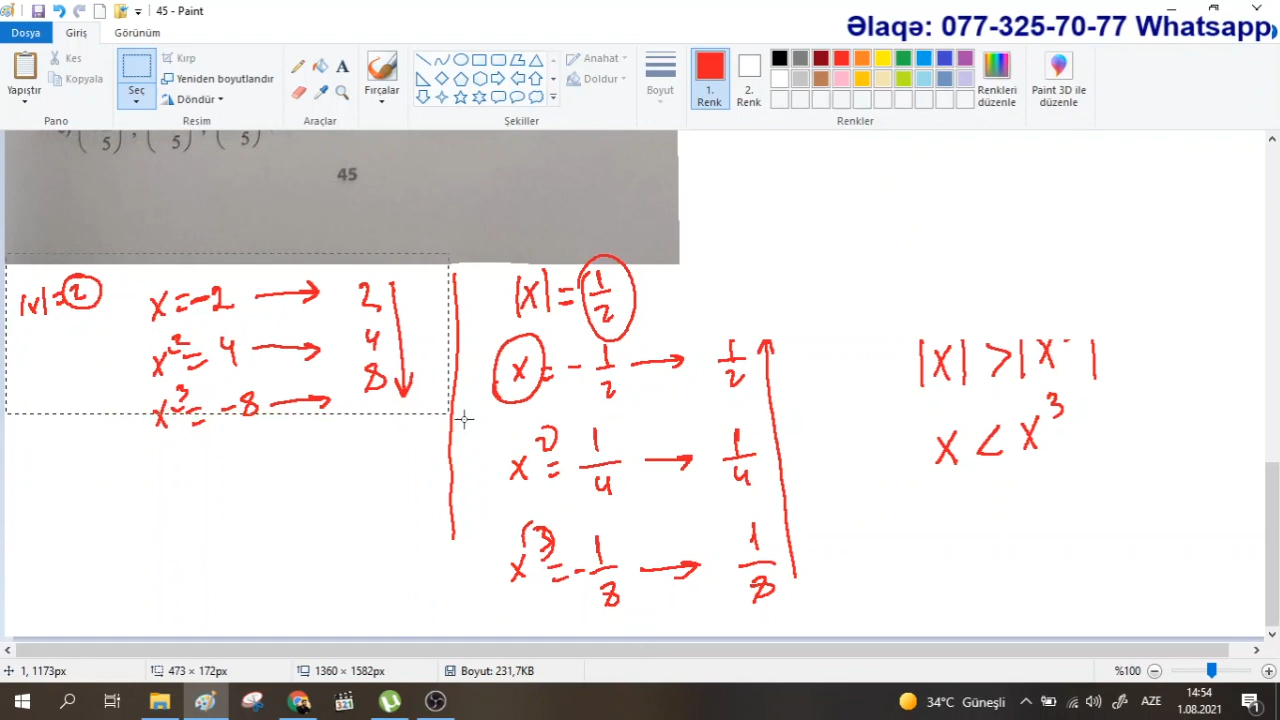 45 - Paint
Əlaqə: 077-325-70-77 Whatsapp
Dosya Giriş Görünüm
Yapıştır
Kes
Kopyala
Pano
Seç
Kırp
Yeniden boyutlandır
Döndür
Resim
A
Araçlar
Fırçalar
Anahat
Doldur
Şekiller
Boyut
1. Renk
2. Renk
Renkleri düzenle
Paint 3D ile düzenle
Renkler
5 5 5
45
|x|=2
x=-2 → 2
x²=4 → 4
x³=-8 → 8
|x|=1/2
x=-1/2 → 1/2
x²=1/4 → 1/4
x³=-1/8 → 1/8
x < x³
1, 1173px 473 × 172px 1360 × 1582px Boyut: 231,7KB %100
34°C Güneşli AZE 14:54
1.08.2021
1